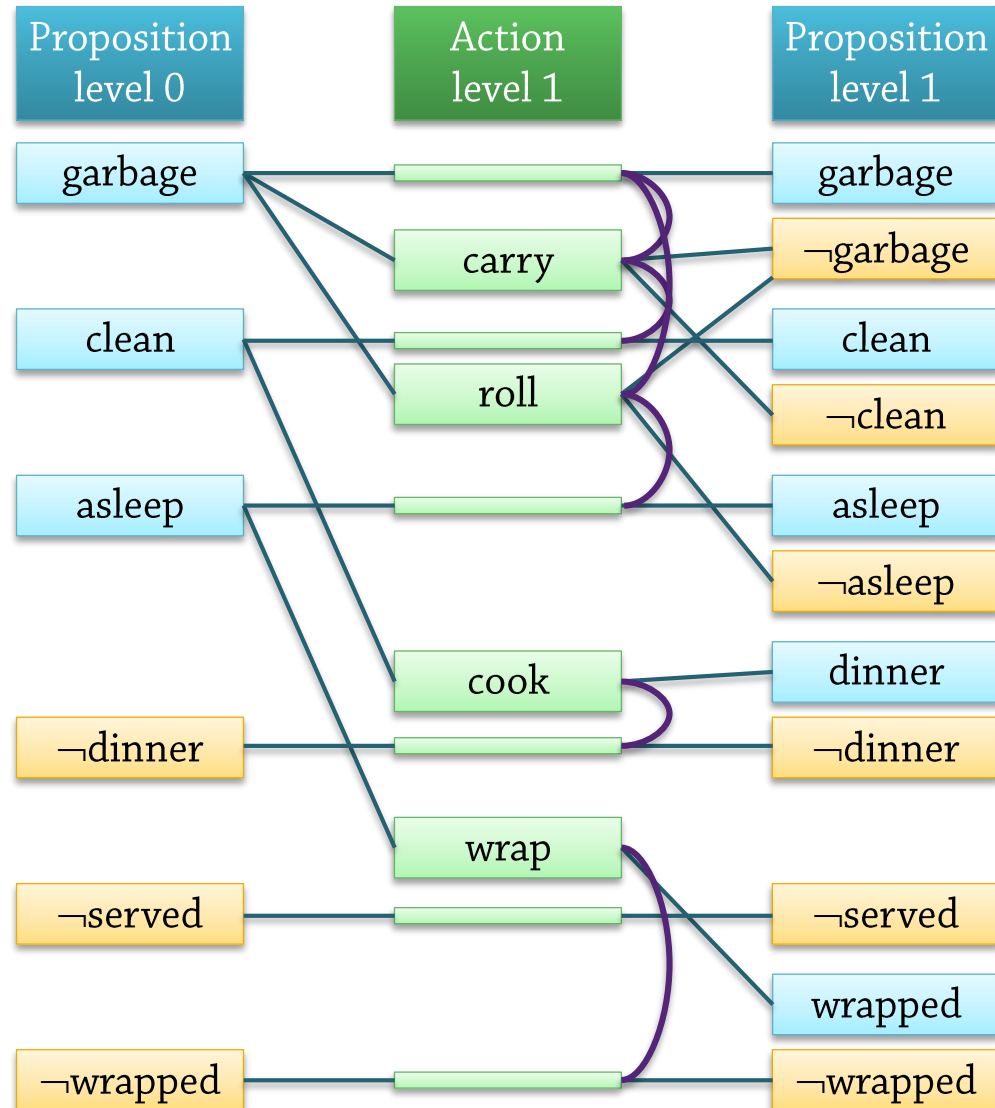 Proposition
level 0
Action
level 1
Proposition
level 1
garbage
garbage
carry
¬garbage
clean
clean
roll
¬clean
asleep
asleep
¬asleep
cook
dinner
¬dinner
¬dinner
wrap
¬served
¬served
wrapped
¬wrapped
¬wrapped